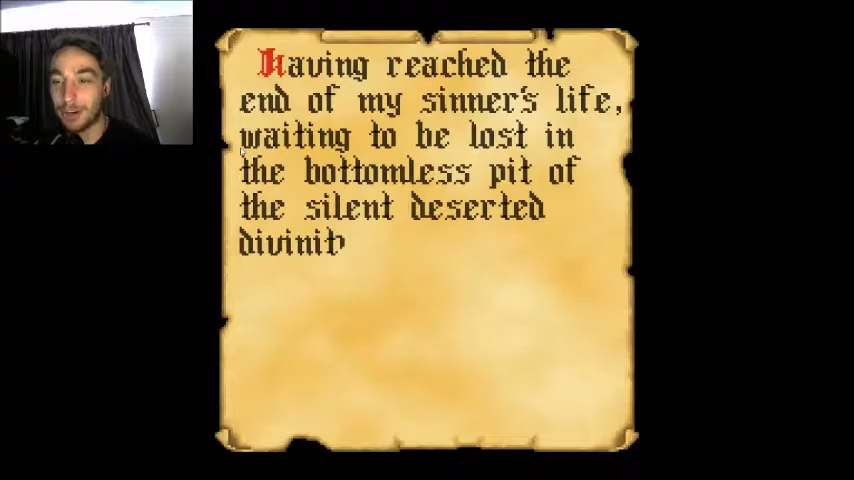 Having reached the
end of my sinner's life,
waiting to be lost in
the bottomless pit of
the silent deserted
divinit